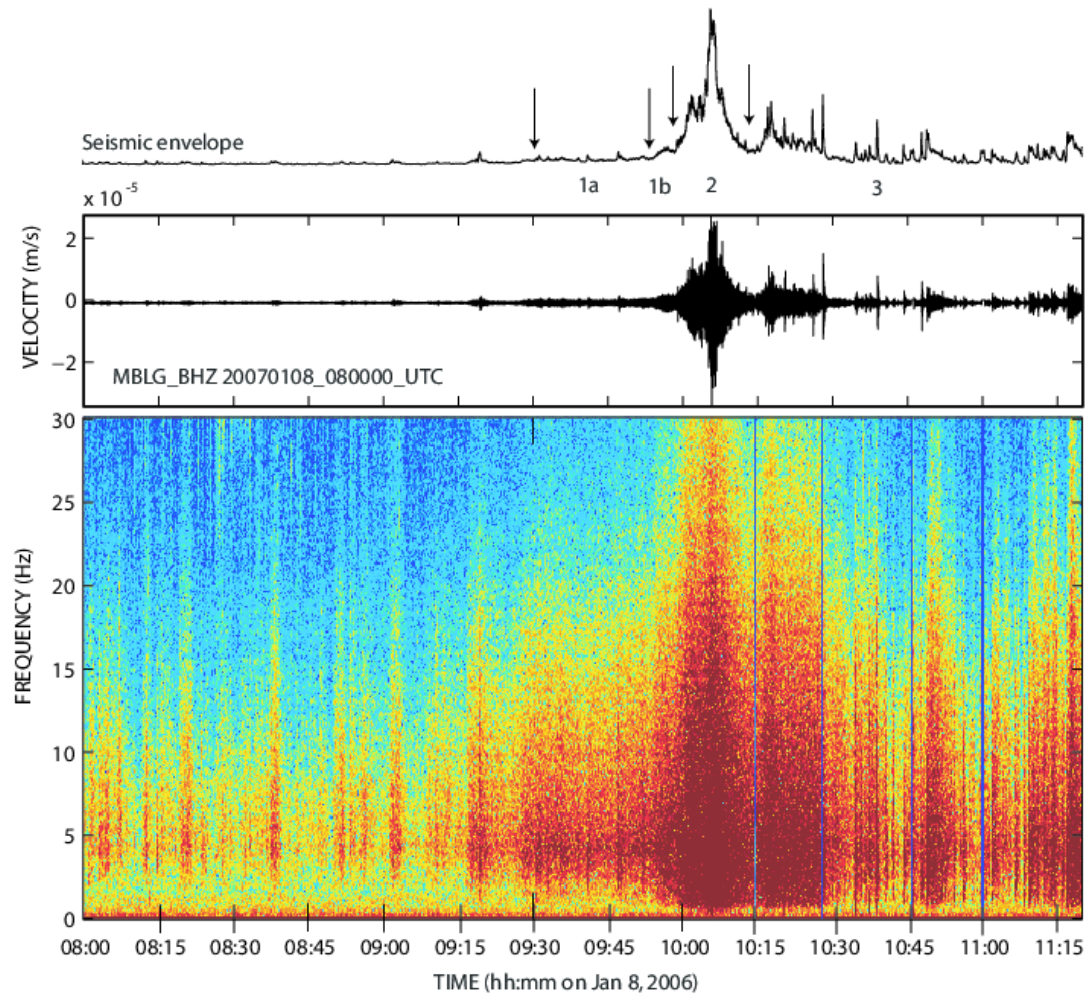 Seismic envelope
1a 1b 2 3
x 10 -5
VELOCITY (m/s)
2
0
−2
MBLG_BHZ 20070108_080000_UTC
FREQUENCY (Hz)
30
25
20
15
10
5
0
08:00 08:15 08:30 08:45 09:00 09:15 09:30 09:45 10:00 10:15 10:30 10:45 11:00 11:15
TIME (hh:mm on Jan 8, 2006)